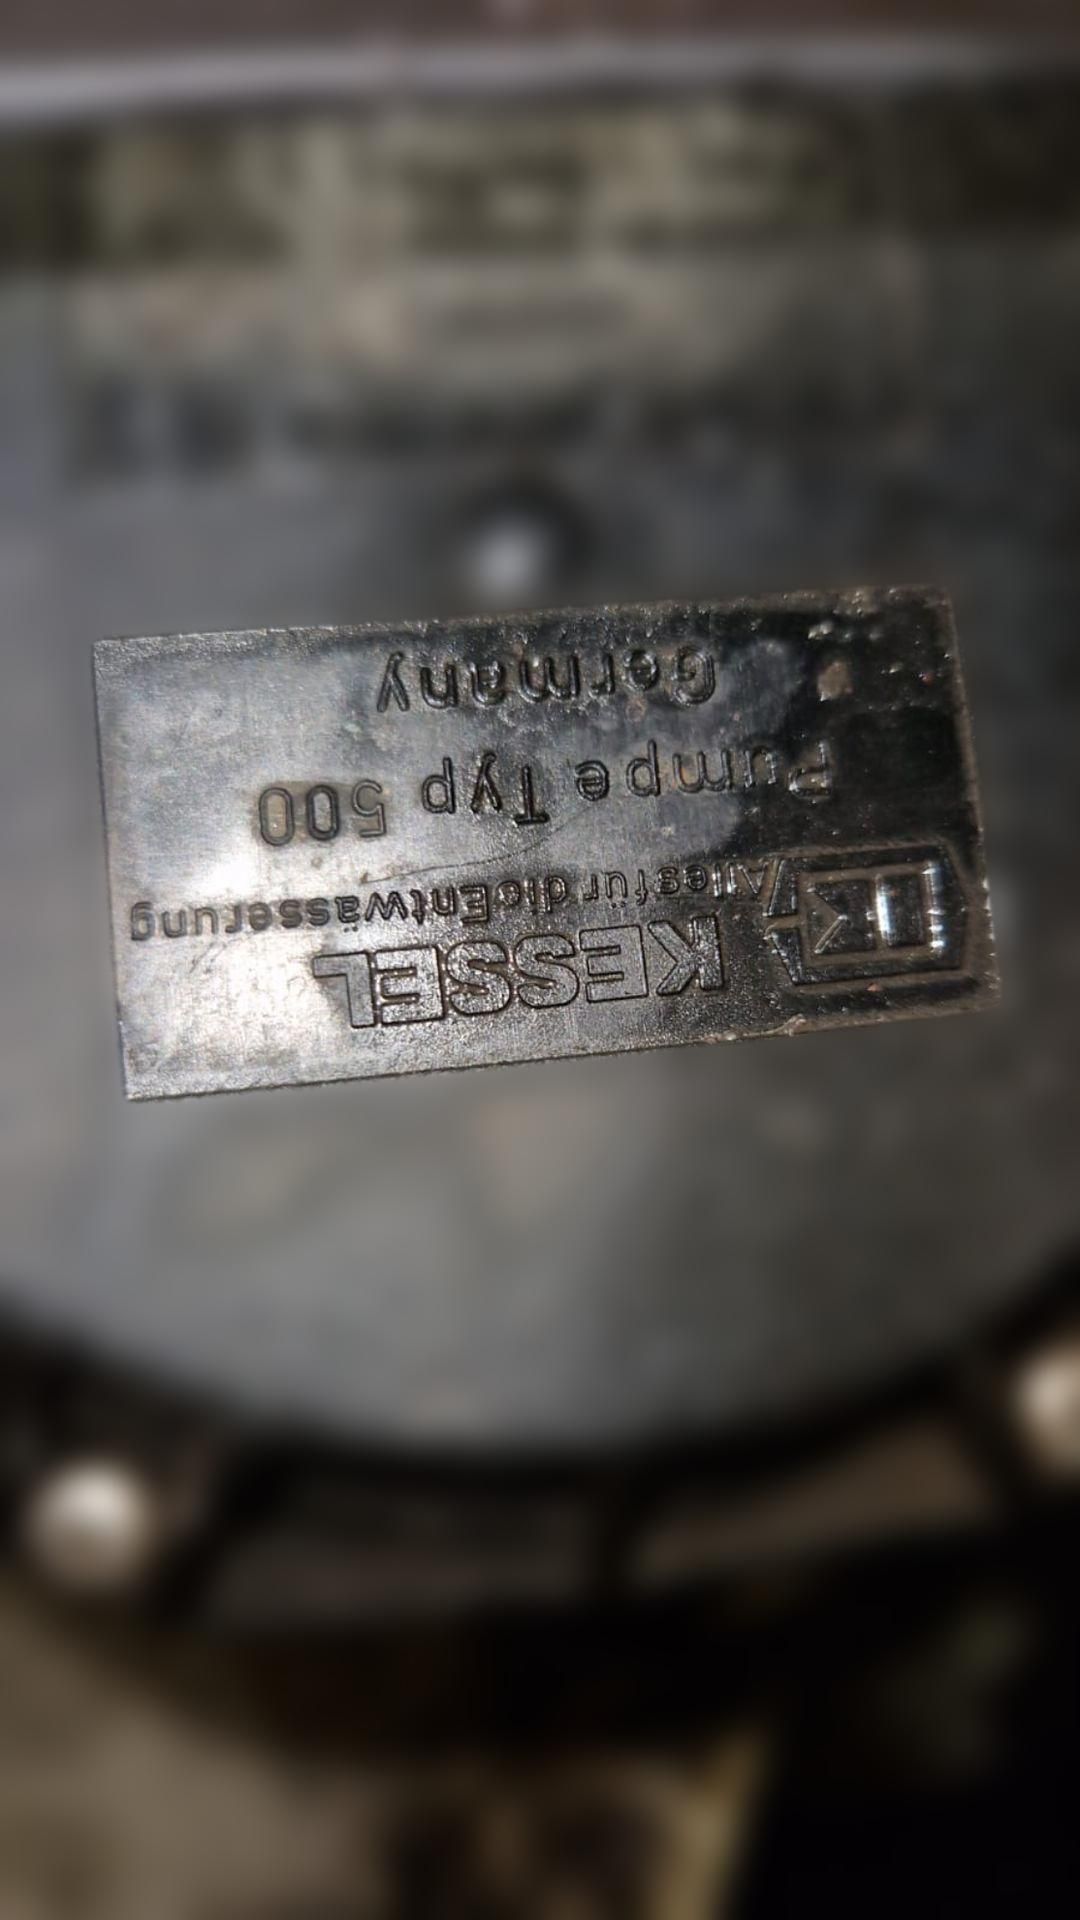 KESSEL
Alles für die Entwässerung
Pumpe Typ 500
Germany